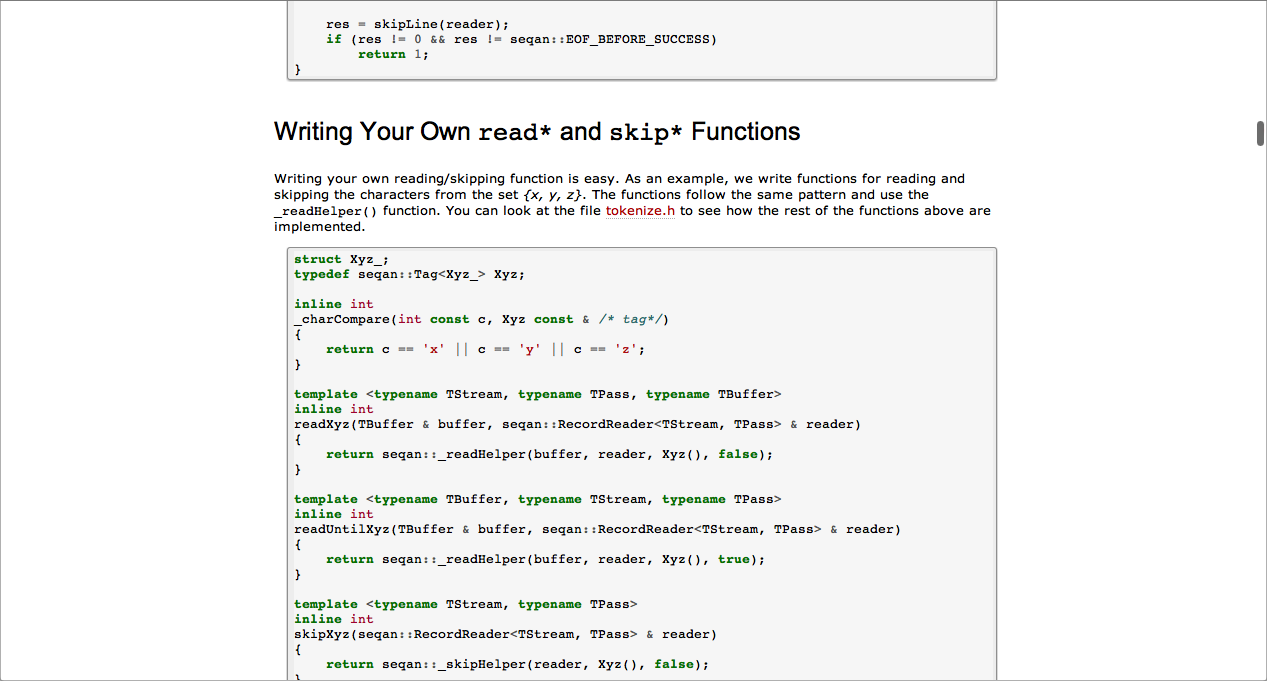 res = skipLine(reader);
if (res != 0 && res != seqan::EOF_BEFORE_SUCCESS)
return 1;
}
Writing Your Own read* and skip* Functions
Writing your own reading/skipping function is easy. As an example, we write functions for reading and
skipping the characters from the set {x, y, z}. The functions follow the same pattern and use the
_readHelper() function. You can look at the file tokenize.h to see how the rest of the functions above are
implemented.
struct Xyz_;
typedef seqan::Tag<Xyz_> Xyz;
inline int
_charCompare(int const c, Xyz const & /* tag*/)
{
return c == 'x' || c == 'y' || c == 'z';
}
template <typename TStream, typename TPass, typename TBuffer>
inline int
readXyz(TBuffer & buffer, seqan::RecordReader<TStream, TPass> & reader)
{
return seqan::_readHelper(buffer, reader, Xyz(), false);
}
template <typename TBuffer, typename TStream, typename TPass>
inline int
readUntilXyz(TBuffer & buffer, seqan::RecordReader<TStream, TPass> & reader)
{
return seqan::_readHelper(buffer, reader, Xyz(), true);
}
template <typename TStream, typename TPass>
inline int
skipXyz(seqan::RecordReader<TStream, TPass> & reader)
{
return seqan::_skipHelper(reader, Xyz(), false);
}